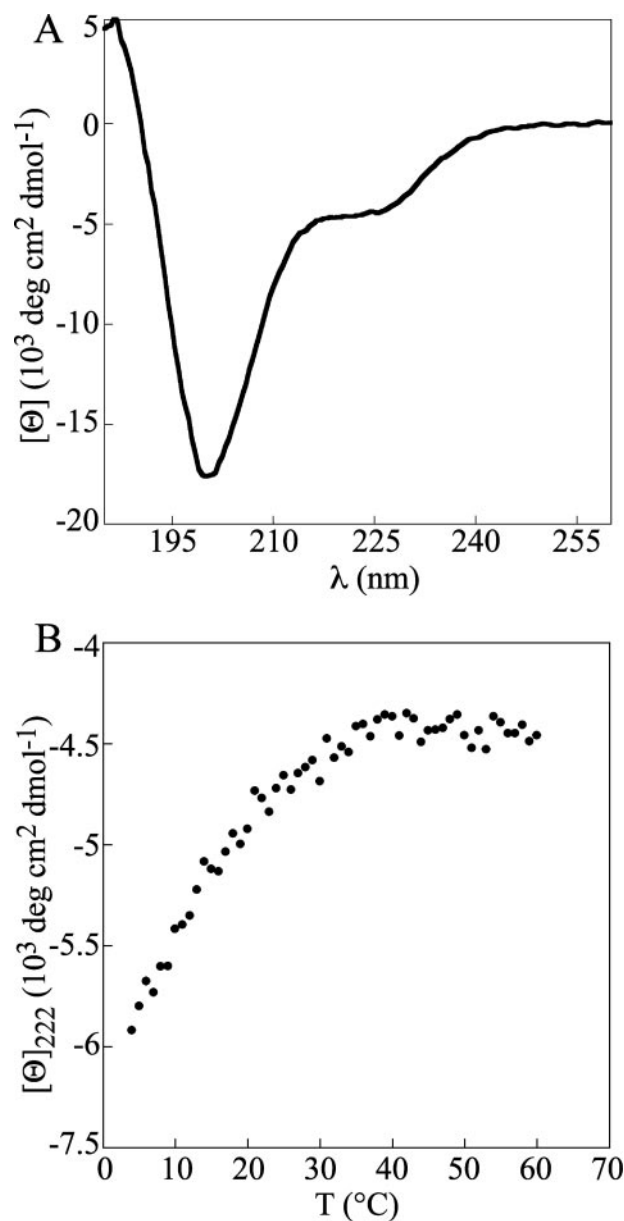 A
5
0
-5
-10
-15
-20
[Θ] (10³ deg cm² dmol⁻¹)
195 210 225 240 255
λ (nm)
B
-4
-4.5
-5
-5.5
-6
-7.5
[Θ]₂₂₂ (10³ deg cm² dmol⁻¹)
0 10 20 30 40 50 60 70
T (°C)